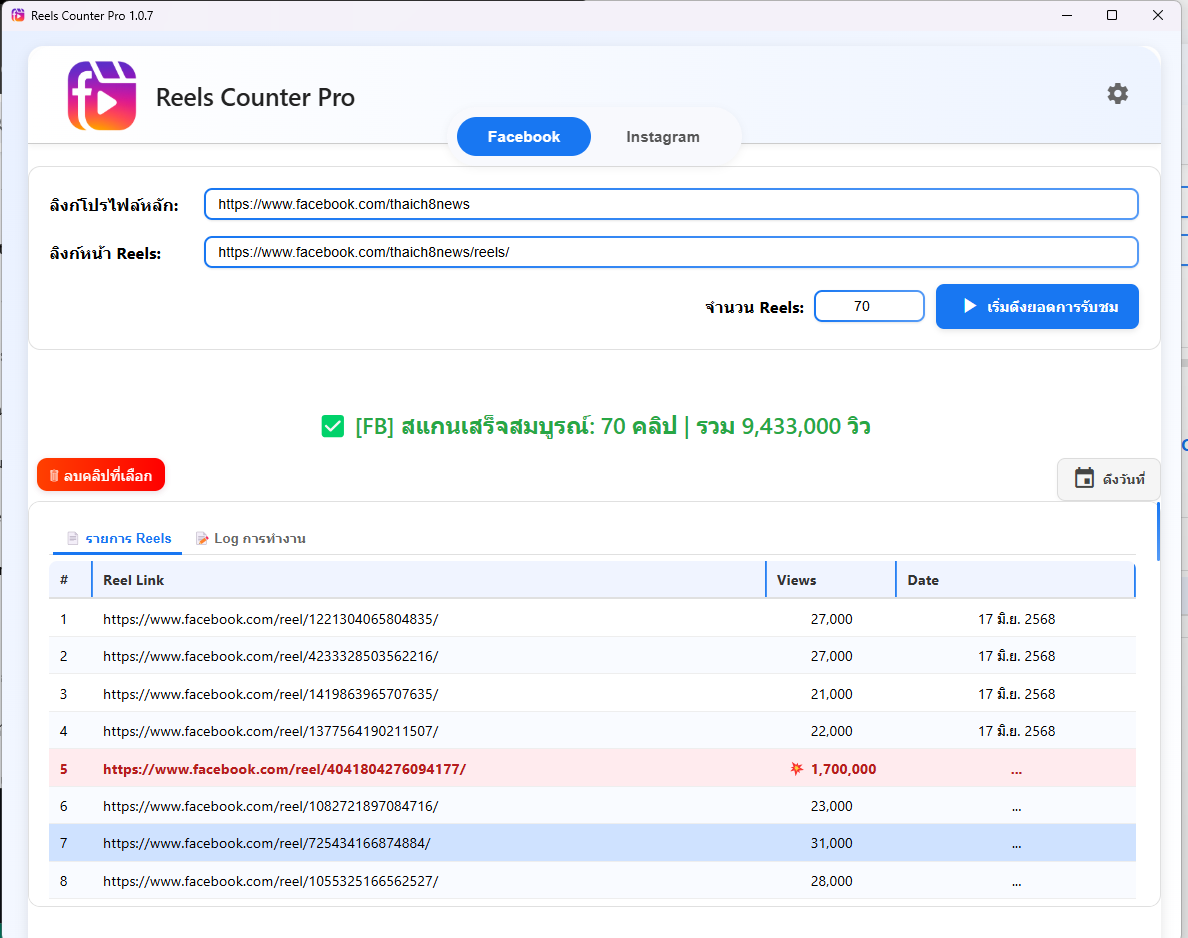 Reels Counter Pro 1.0.7
Reels Counter Pro
Facebook Instagram
ลิงก์โปรไฟล์หลัก: https://www.facebook.com/thaich8news
ลิงก์หน้า Reels: https://www.facebook.com/thaich8news/reels/
จำนวน Reels: 70 เริ่มดึงยอดการรับชม
[FB] สแกนเสร็จสมบูรณ์: 70 คลิป | รวม 9,433,000 วิว
ลบคลิปที่เลือก ดึงวันที่
รายการ Reels Log การทำงาน
# Reel Link Views Date
1 https://www.facebook.com/reel/1221304065804835/ 27,000 17 มิ.ย. 2568
2 https://www.facebook.com/reel/4233328503562216/ 27,000 17 มิ.ย. 2568
3 https://www.facebook.com/reel/1419863965707635/ 21,000 17 มิ.ย. 2568
4 https://www.facebook.com/reel/1377564190211507/ 22,000 17 มิ.ย. 2568
5 https://www.facebook.com/reel/4041804276094177/ 1,700,000 ...
6 https://www.facebook.com/reel/1082721897084716/ 23,000 ...
7 https://www.facebook.com/reel/725434166874884/ 31,000 ...
8 https://www.facebook.com/reel/1055325166562527/ 28,000 ...